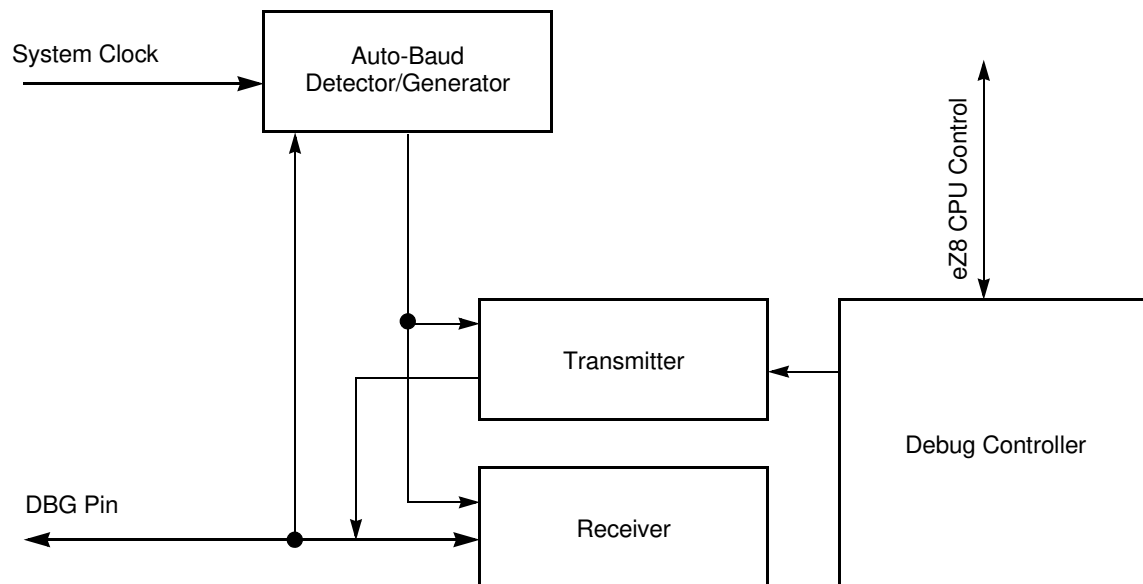 System Clock
Auto-Baud
Detector/Generator
eZ8 CPU Control
Transmitter
Debug Controller
DBG Pin
Receiver